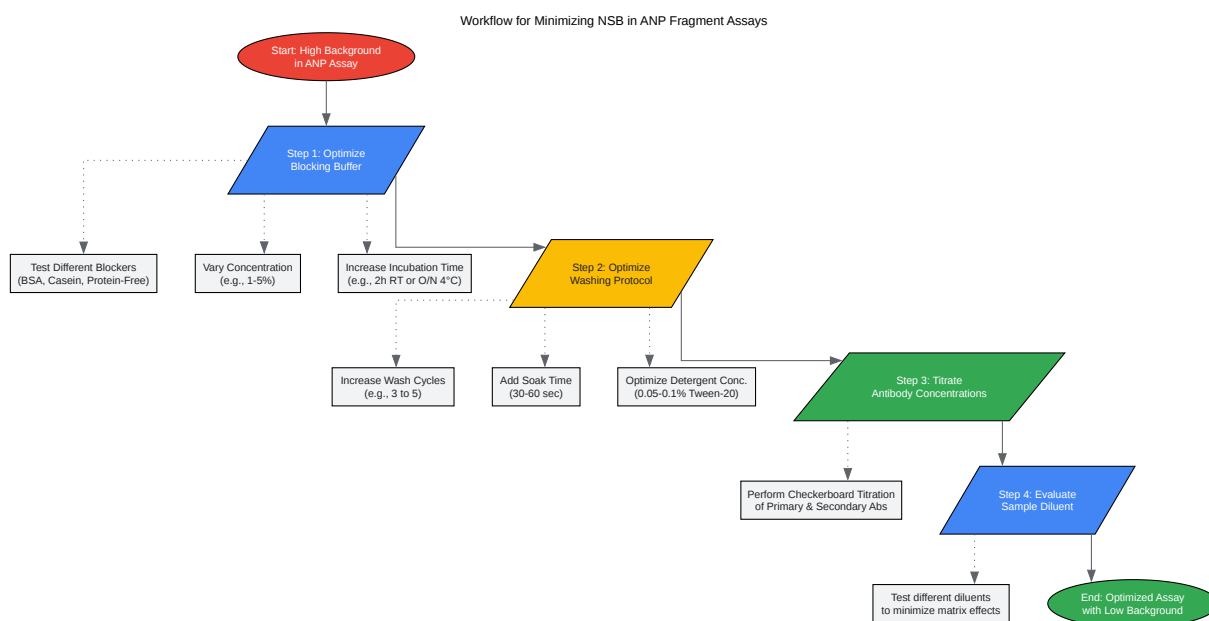 Workflow for Minimizing NSB in ANP Fragment Assays
Start: High Background
in ANP Assay
Step 1: Optimize
Blocking Buffer
Test Different Blockers
(BSA, Casein, Protein-Free)
Vary Concentration
(e.g., 1-5%)
Increase Incubation Time
(e.g., 2h RT or O/N 4°C)
Step 2: Optimize
Washing Protocol
Increase Wash Cycles
(e.g., 3 to 5)
Add Soak Time
(30-60 sec)
Optimize Detergent Conc.
(0.05-0.1% Tween-20)
Step 3: Titrate
Antibody Concentrations
Perform Checkerboard Titration
of Primary & Secondary Abs
Step 4: Evaluate
Sample Diluent
Test different diluents
to minimize matrix effects
End: Optimized Assay
with Low Background